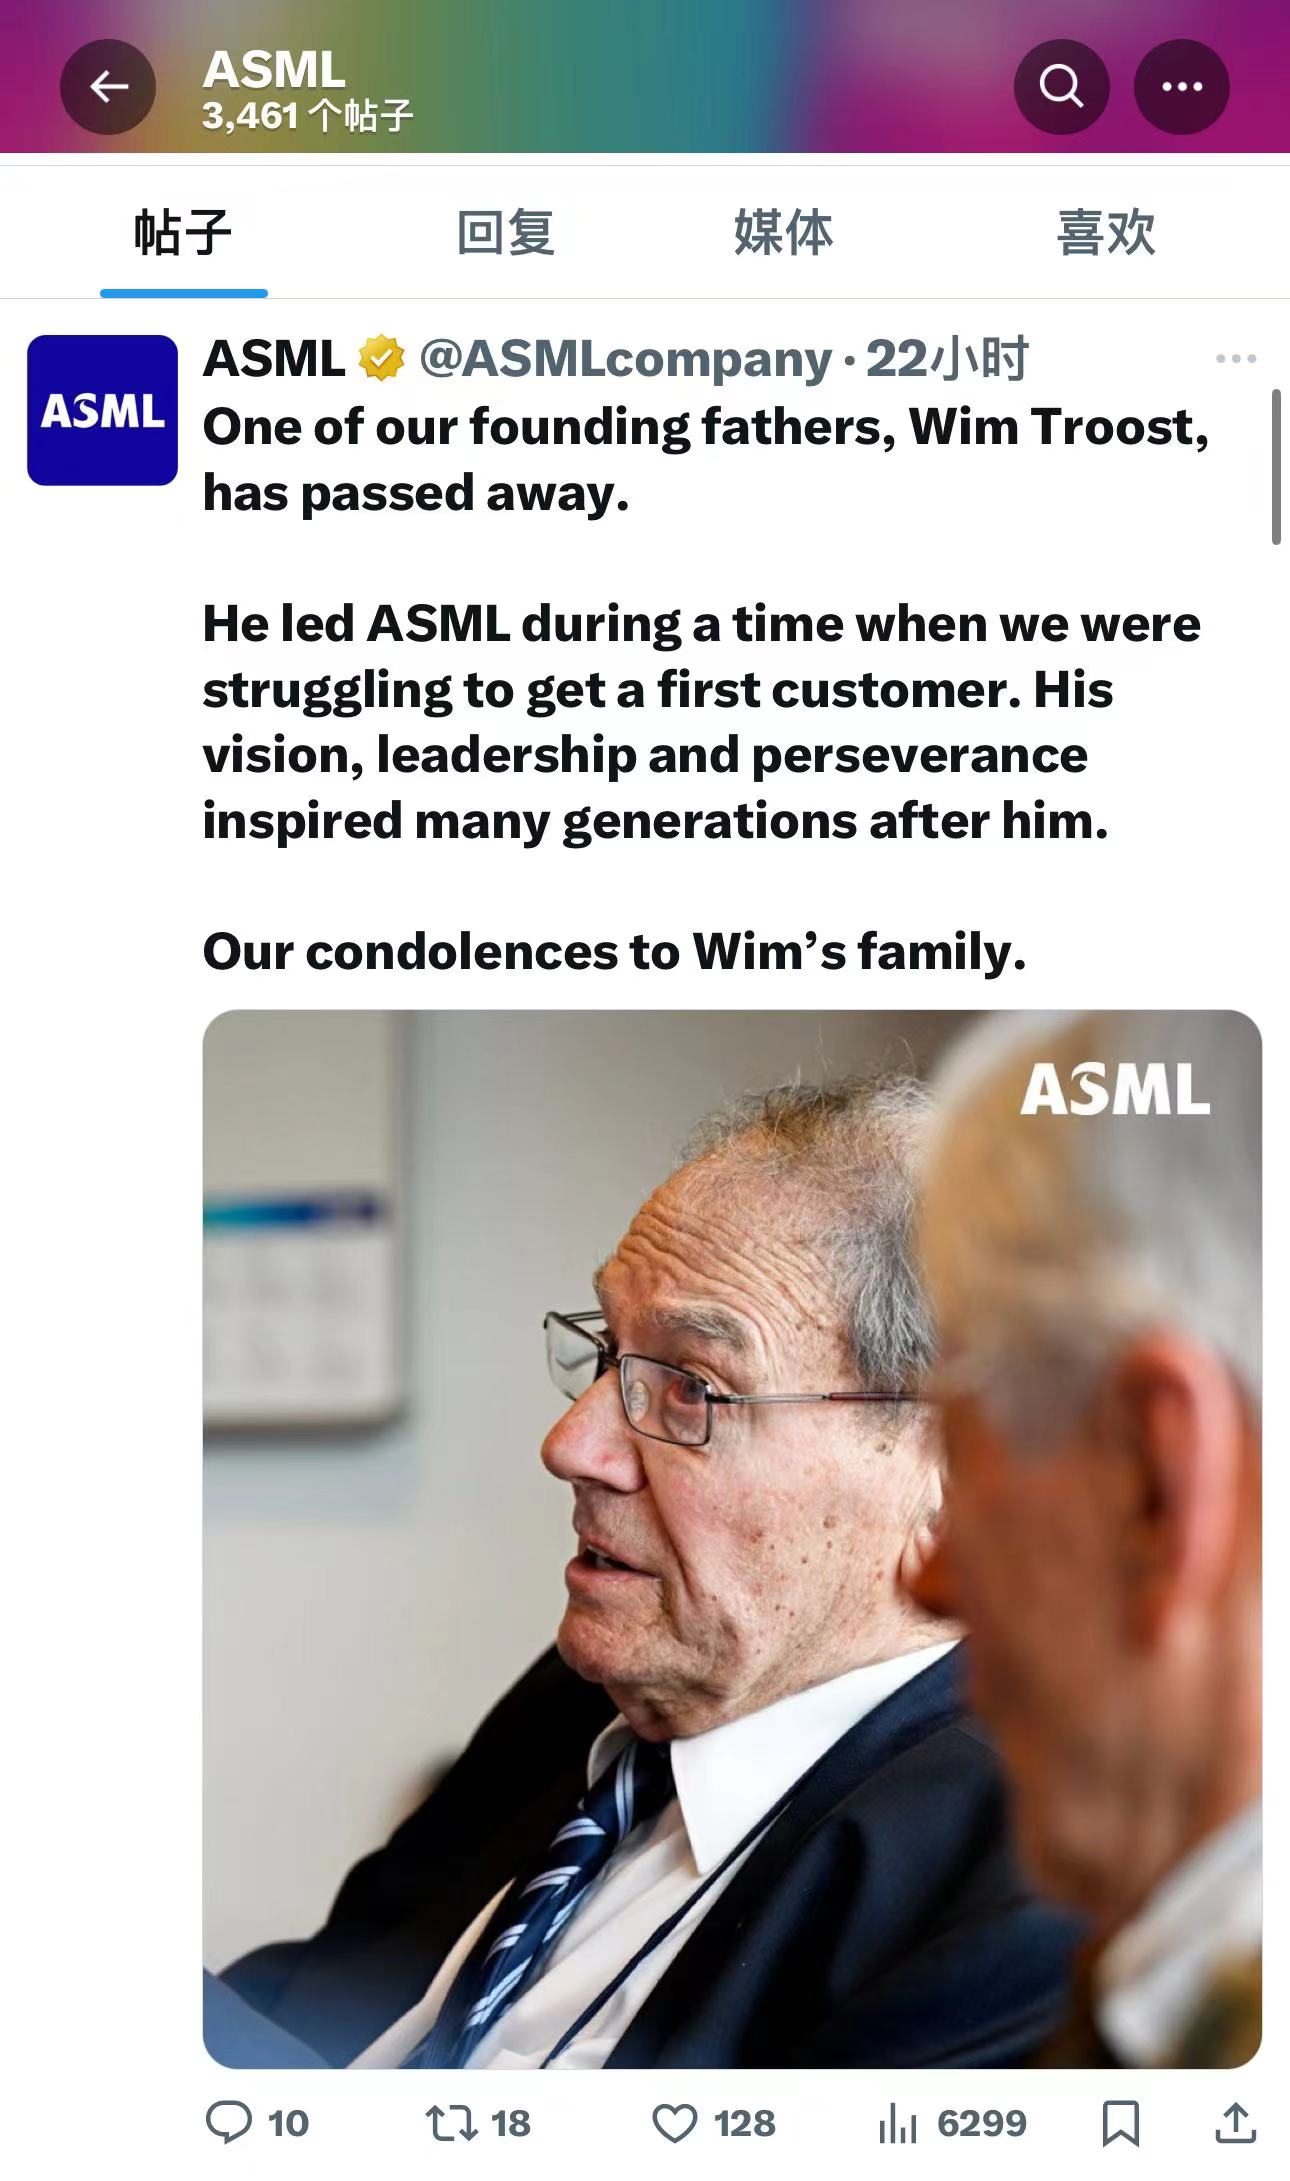 ASML
3,461 个帖子
帖子 回复 媒体 喜欢
ASML @ASMLcompany · 22小时
ASML
One of our founding fathers, Wim Troost,
has passed away.
He led ASML during a time when we were
struggling to get a first customer. His
vision, leadership and perseverance
inspired many generations after him.
Our condolences to Wim’s family.
ASML
10 18 128 6299